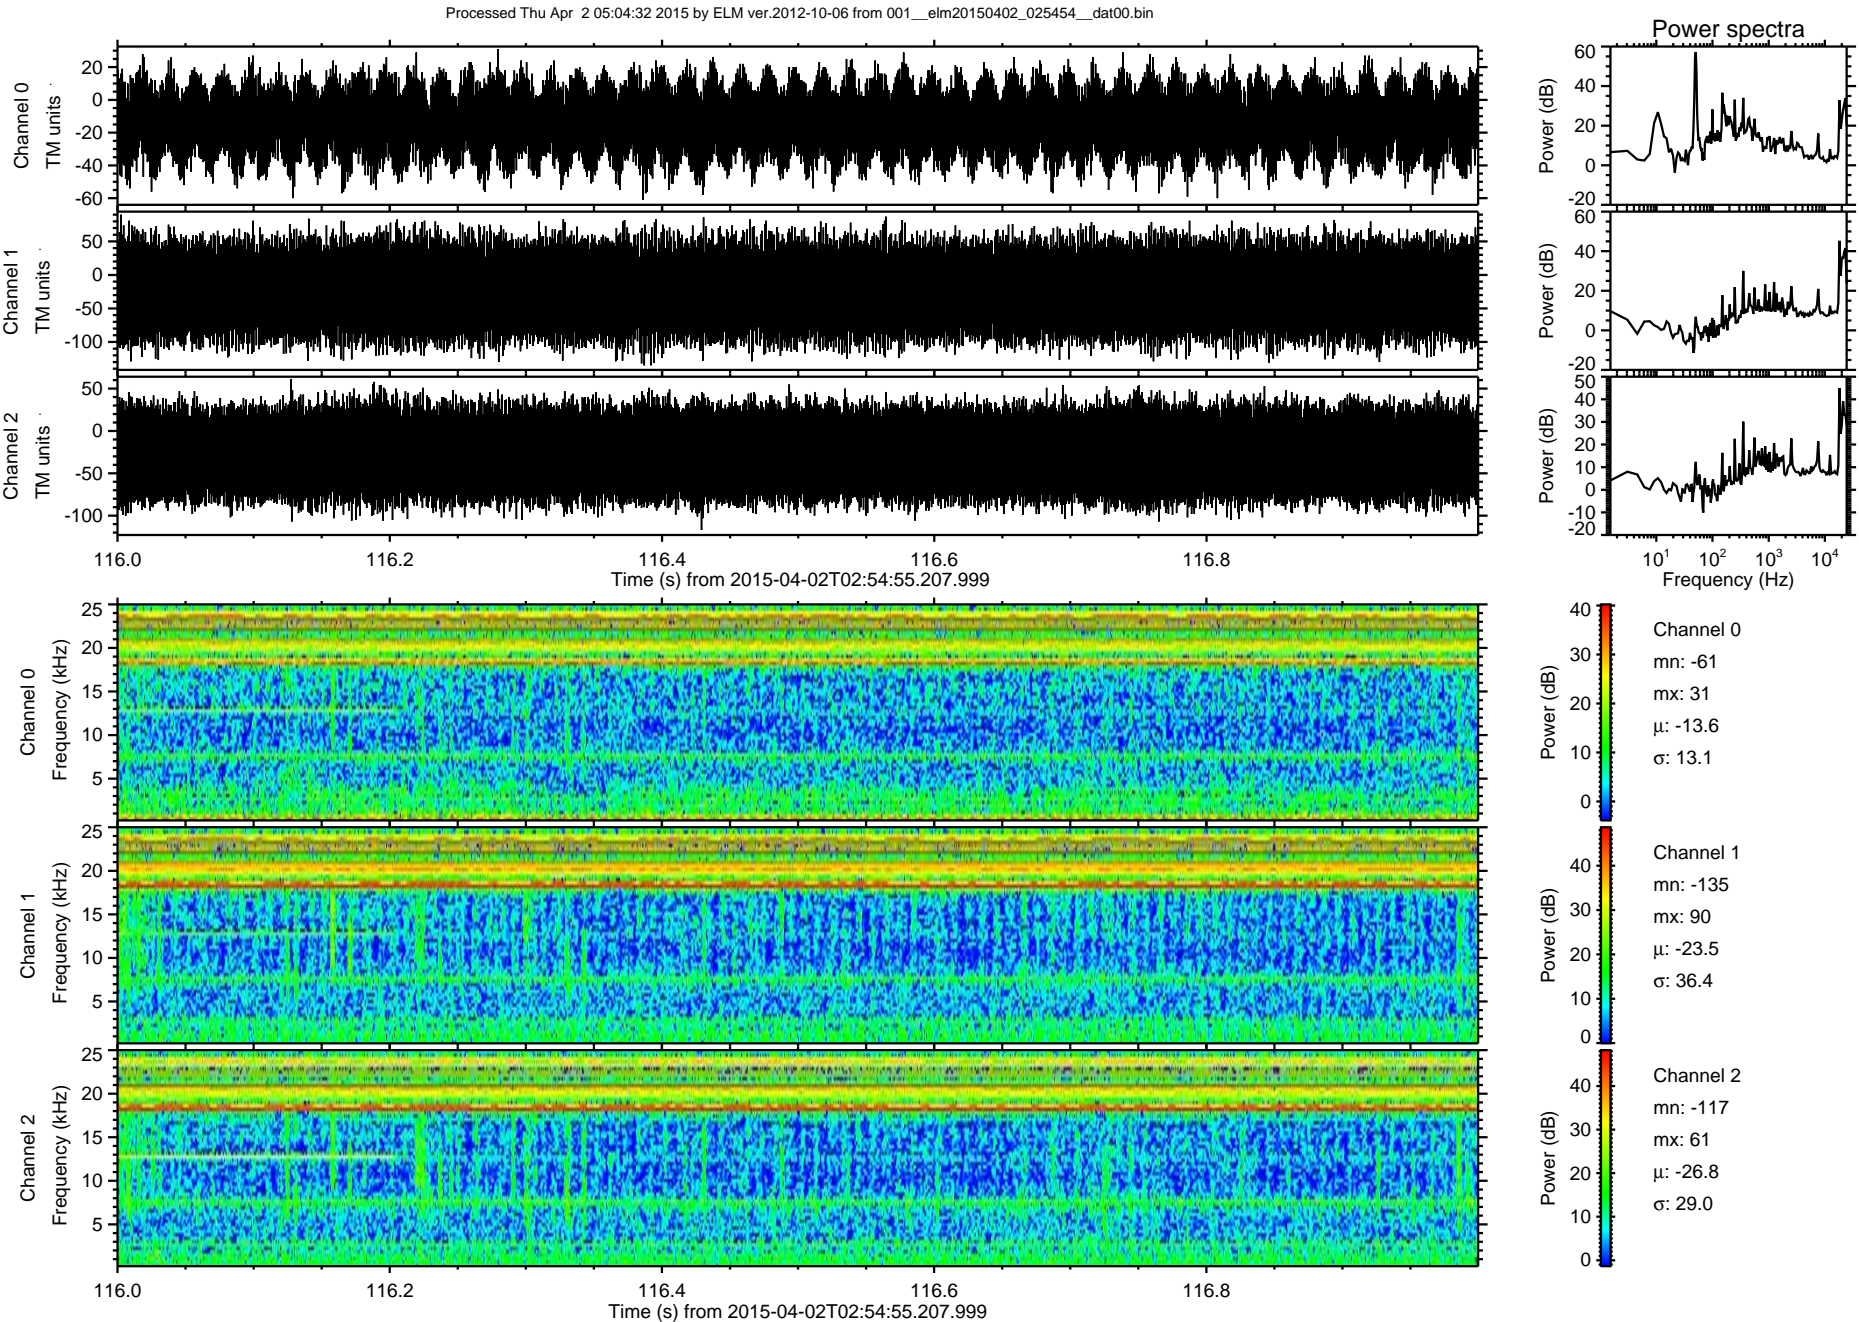 Processed Thu Apr  2 05:04:32 2015 by ELM ver.2012-10-06 from 001__elm20150402_025454__dat00.bin
Power spectra
Channel 0
TM units
20
0
-20
-40
-60
Power (dB)
60
40
20
0
-20
Channel 1
TM units
50
0
-50
-100
Power (dB)
60
40
20
0
-20
Channel 2
TM units
50
0
-50
-100
Power (dB)
50
40
30
20
10
0
-10
-20
116.0 116.2 116.4 116.6 116.8
Time (s) from 2015-04-02T02:54:55.207.999
10¹ 10² 10³ 10⁴
Frequency (Hz)
Channel 0
Frequency (kHz)
25
20
15
10
5
Power (dB)
40
30
20
10
0
Channel 0
mn: -61
mx: 31
μ: -13.6
σ: 13.1
Channel 1
Frequency (kHz)
25
20
15
10
5
Power (dB)
40
30
20
10
0
Channel 1
mn: -135
mx: 90
μ: -23.5
σ: 36.4
Channel 2
Frequency (kHz)
25
20
15
10
5
Power (dB)
40
30
20
10
0
Channel 2
mn: -117
mx: 61
μ: -26.8
σ: 29.0
116.0 116.2 116.4 116.6 116.8
Time (s) from 2015-04-02T02:54:55.207.999